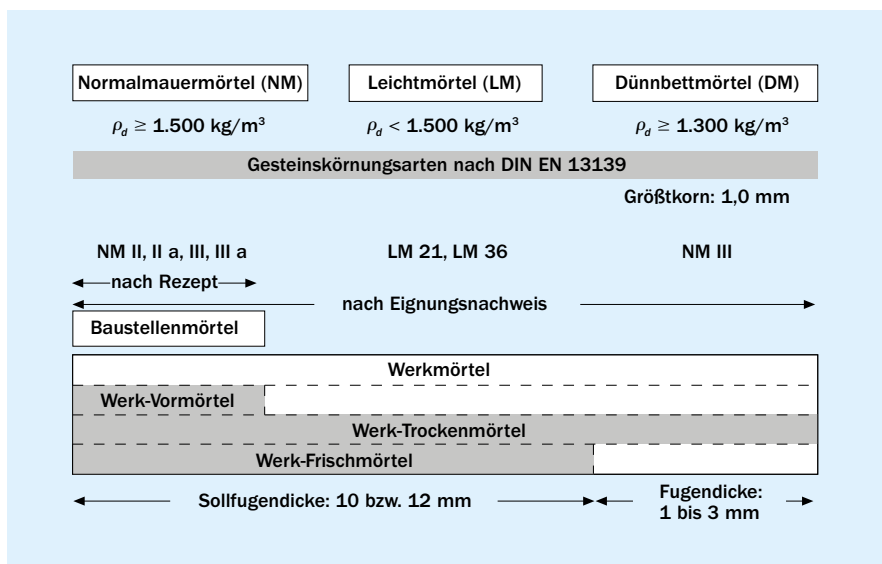 Normalmauermörtel (NM) Leichtmörtel (LM) Dünnbettmörtel (DM)
ρd ≥ 1.500 kg/m³ ρd < 1.500 kg/m³ ρd ≥ 1.300 kg/m³
Gesteinskörnungsarten nach DIN EN 13139
Größtkorn: 1,0 mm
NM II, II a, III, III a LM 21, LM 36 NM III
nach Rezept
nach Eignungsnachweis
Baustellenmörtel
Werkmörtel
Werk-Vormörtel
Werk-Trockenmörtel
Werk-Frischmörtel
Sollfugendicke: 10 bzw. 12 mm
Fugendicke:
1 bis 3 mm